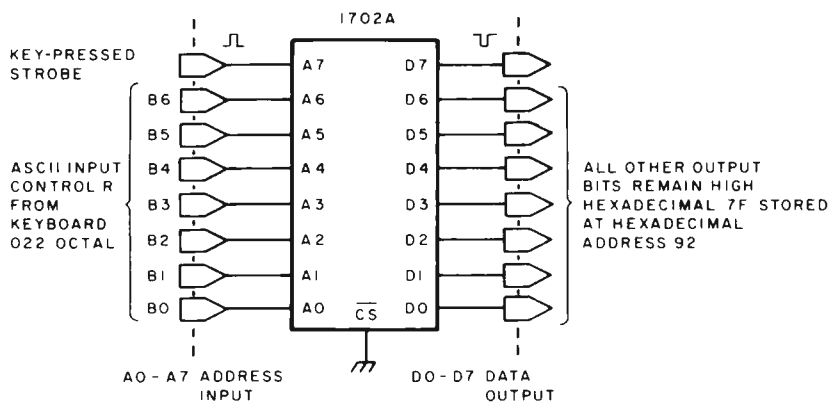 1702A
KEY-PRESSED
STROBE
A7
D7
B6
A6
D6
B5
A5
D5
ASCII INPUT
CONTROL R
FROM
KEYBOARD
022 OCTAL
B4
A4
D4
B3
A3
D3
B2
A2
D2
B1
A1
D1
B0
A0
CS
D0
ALL OTHER OUTPUT
BITS REMAIN HIGH
HEXADECIMAL 7F STORED
AT HEXADECIMAL
ADDRESS 92
A0-A7 ADDRESS
INPUT
D0-D7 DATA
OUTPUT